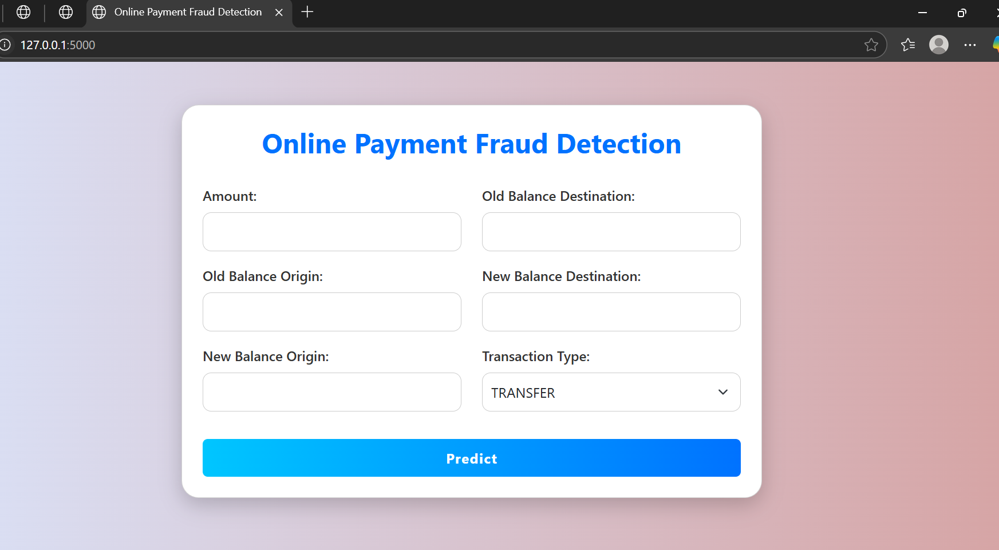 Online Payment Fraud Detection
127.0.0.1:5000
Online Payment Fraud Detection
Amount:
Old Balance Destination:
Old Balance Origin:
New Balance Destination:
New Balance Origin:
Transaction Type:
TRANSFER
Predict